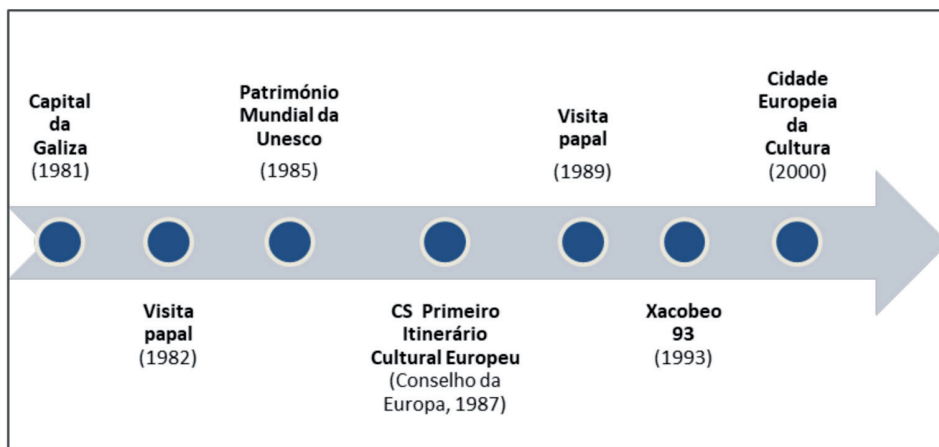 Capital
da
Galiza
(1981)
Visita
papal
(1982)
Património
Mundial da
Unesco
(1985)
CS Primeiro
Itinerário
Cultural Europeu
(Conselho da
Europa, 1987)
Visita
papal
(1989)
Xacobeo
93
(1993)
Cidade
Europeia
da
Cultura
(2000)